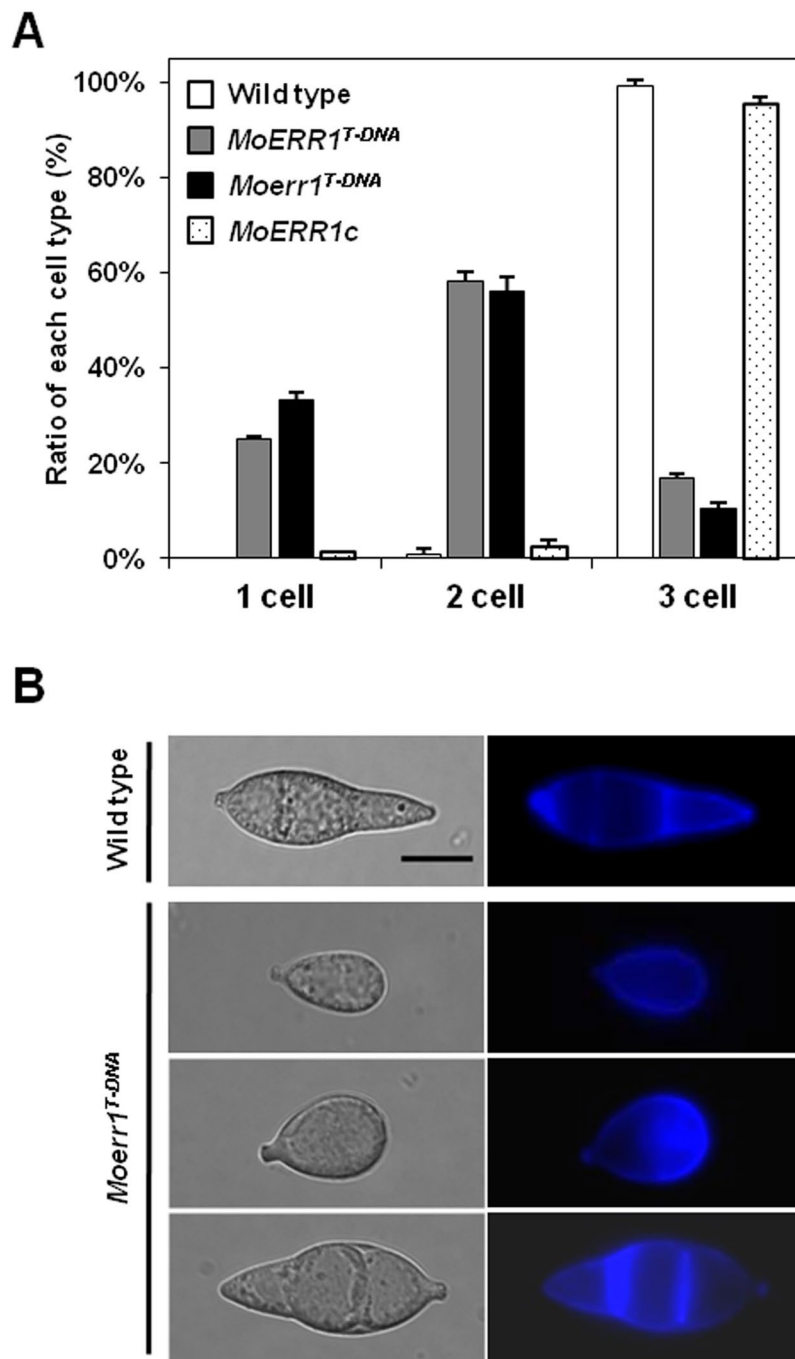 A
100%
80%
60%
40%
20%
0%
Ratio of each cell type (%)
Wild type
MoERR1T-DNA
Moerr1T-DNA
MoERR1c
1 cell
2 cell
3 cell
B
Wild type
Moerr1T-DNA